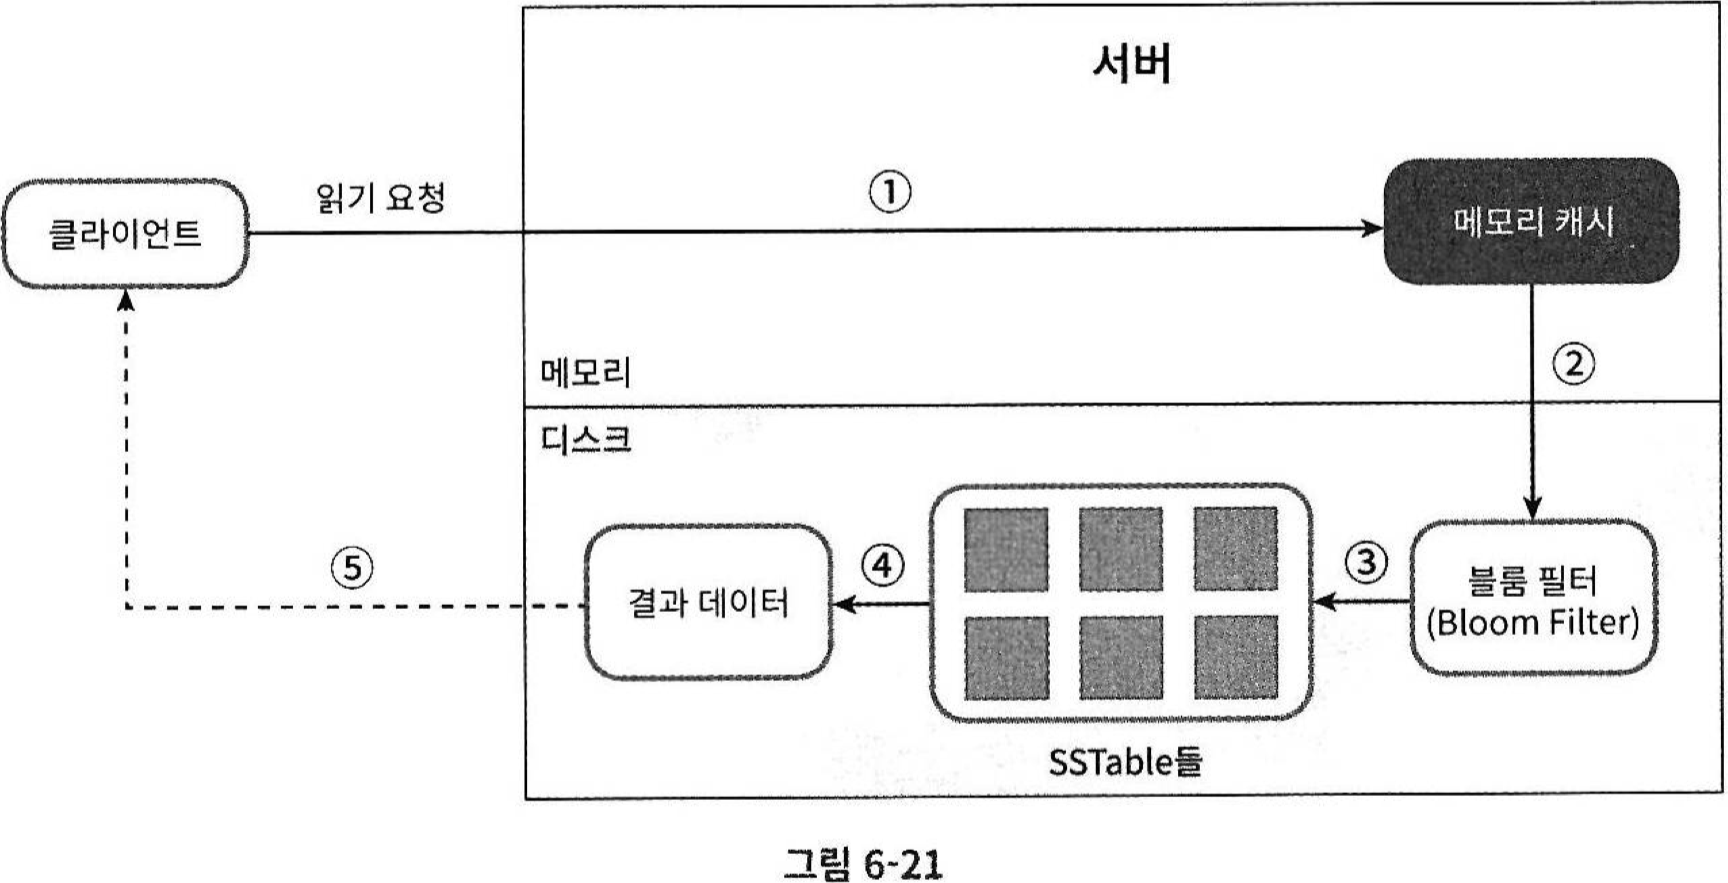 서버
클라이언트
읽기 요청
①
메모리 캐시
메모리
②
디스크
블룸 필터
(Bloom Filter)
③
SSTable들
④
결과 데이터
⑤
그림 6-21